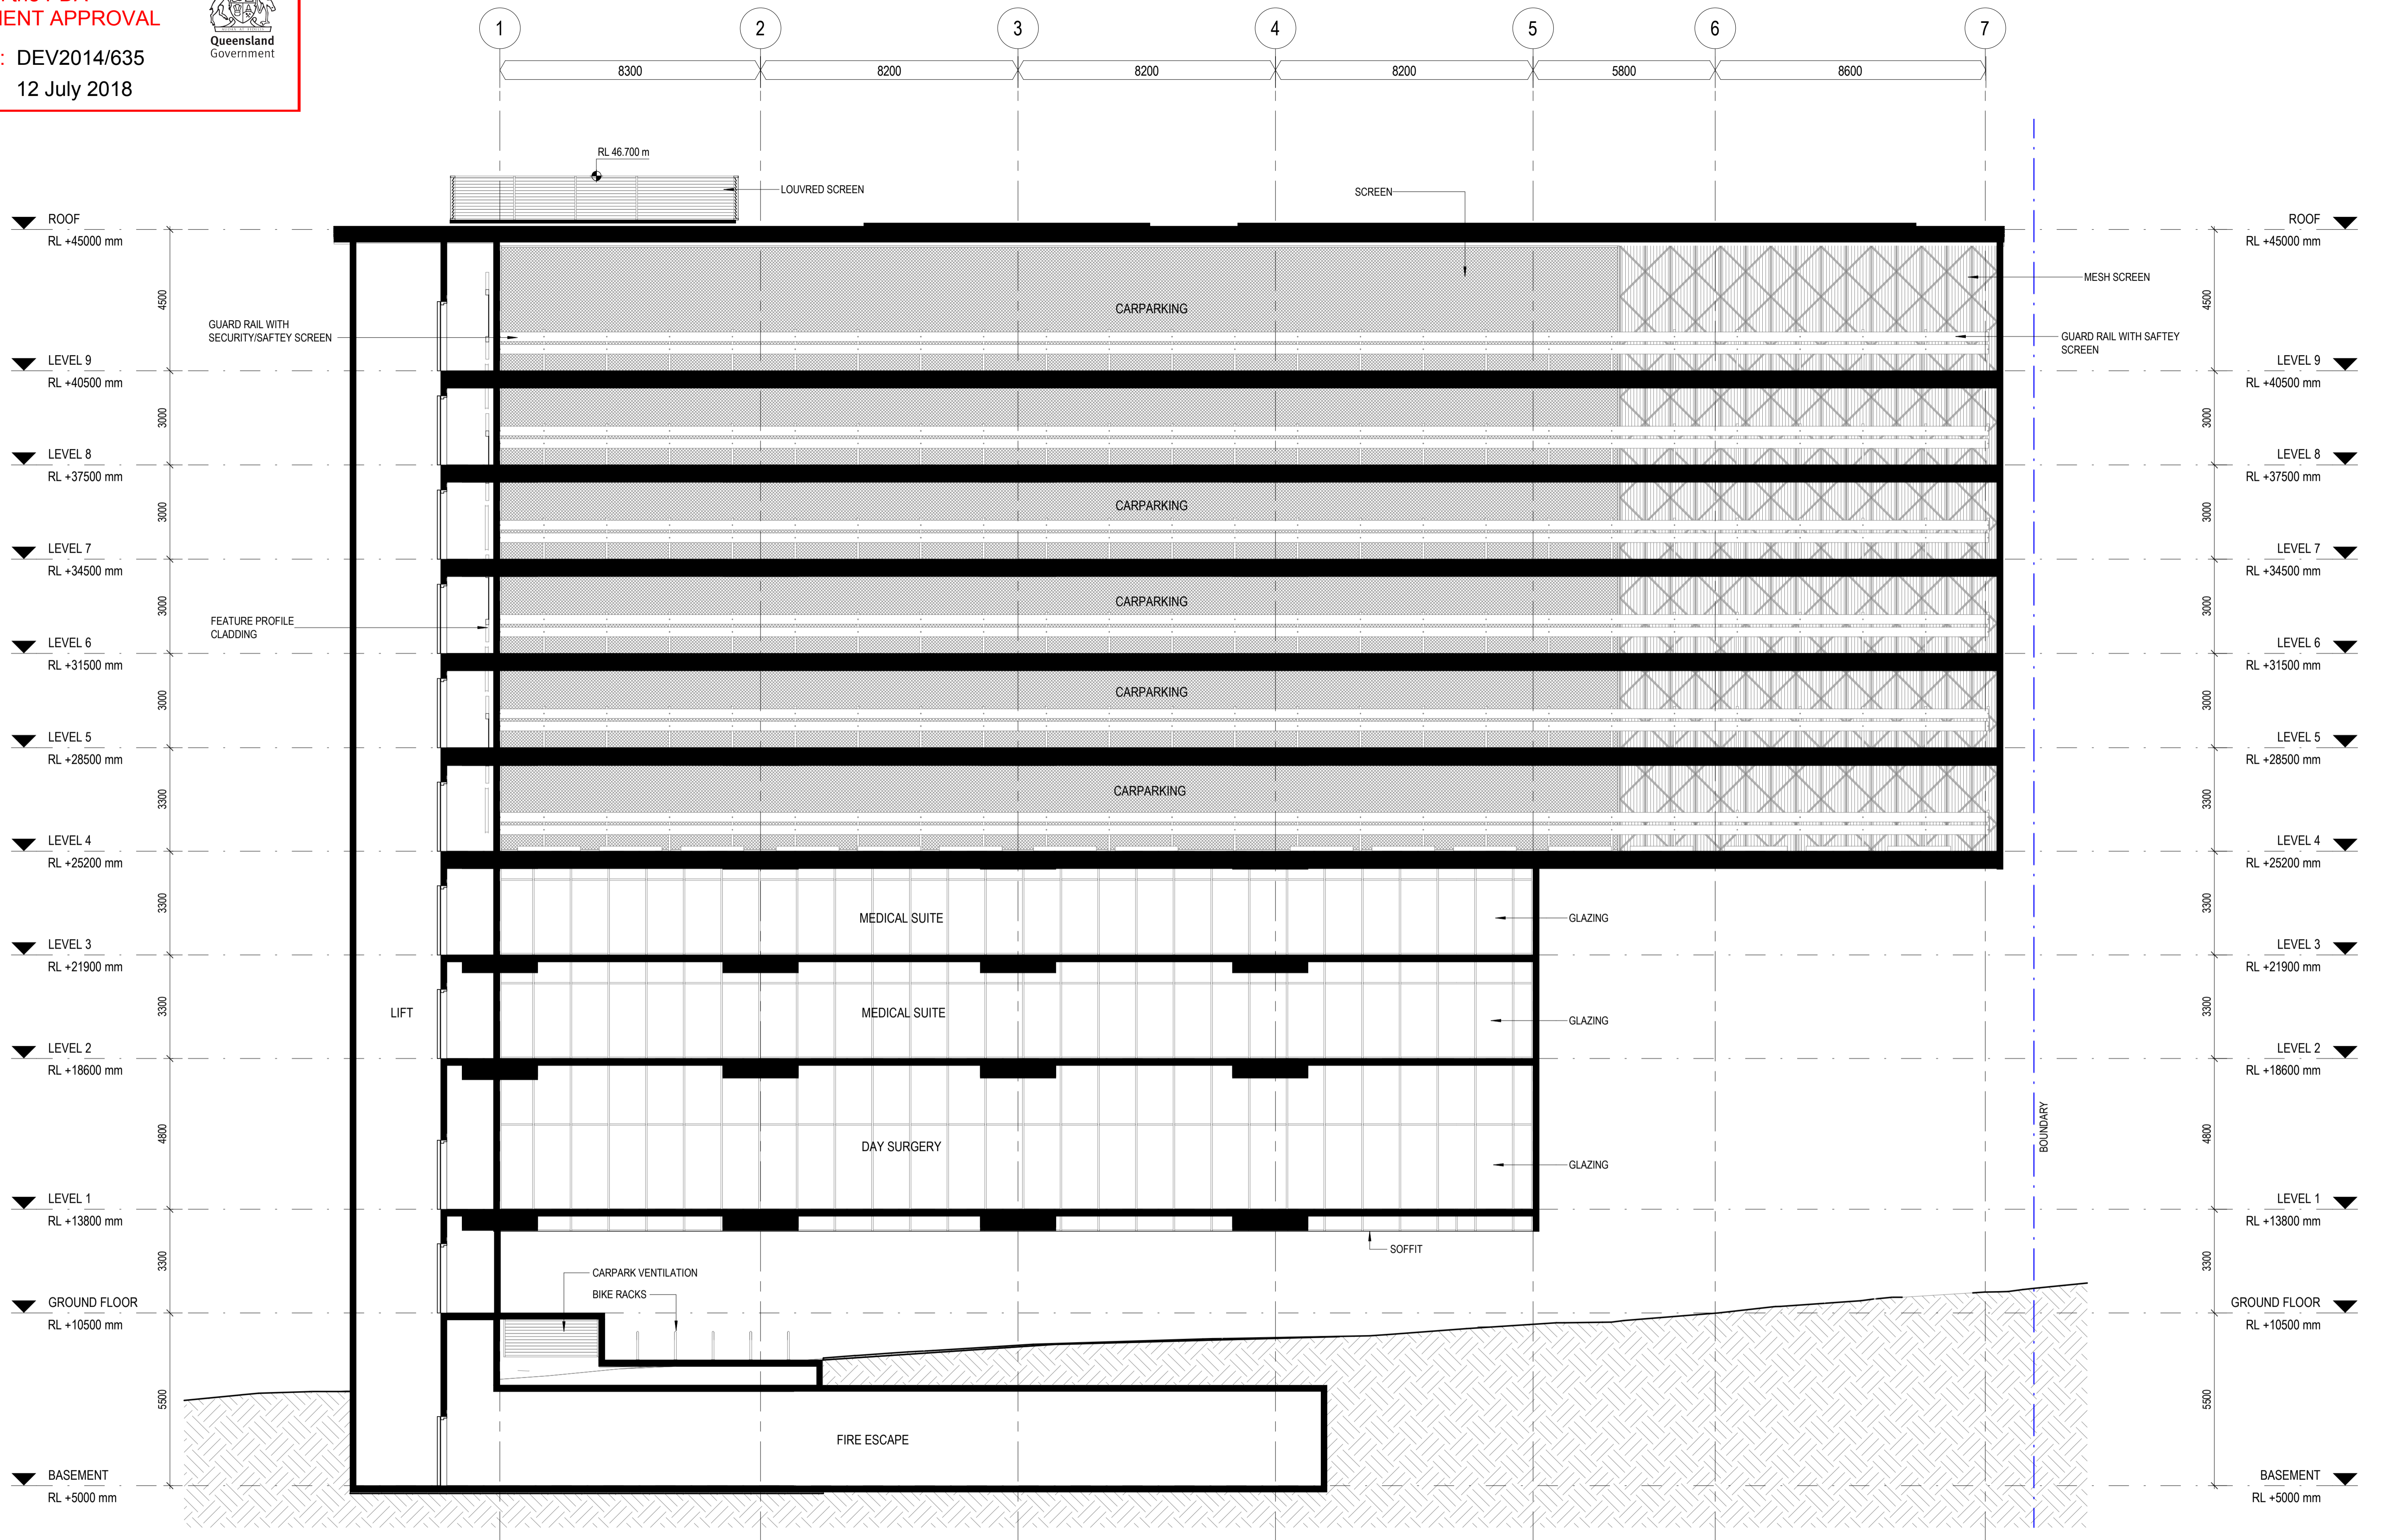 MENT APPROVAL
: DEV2014/635
12 July 2018
Queensland
Government
1
2
3
4
5
6
7
8300
8200
8200
8200
5800
8600
RL 46.700 m
LOUVRED SCREEN
SCREEN
ROOF
RL +45000 mm
ROOF
RL +45000 mm
MESH SCREEN
4500
4500
CARPARKING
GUARD RAIL WITH
SECURITY/SAFTEY SCREEN
GUARD RAIL WITH SAFTEY
SCREEN
LEVEL 9
RL +40500 mm
LEVEL 9
RL +40500 mm
3000
3000
LEVEL 8
RL +37500 mm
LEVEL 8
RL +37500 mm
3000
CARPARKING
3000
LEVEL 7
RL +34500 mm
LEVEL 7
RL +34500 mm
3000
CARPARKING
3000
FEATURE PROFILE
CLADDING
LEVEL 6
RL +31500 mm
LEVEL 6
RL +31500 mm
3000
CARPARKING
3000
LEVEL 5
RL +28500 mm
LEVEL 5
RL +28500 mm
3300
CARPARKING
3300
LEVEL 4
RL +25200 mm
LEVEL 4
RL +25200 mm
3300
MEDICAL SUITE
GLAZING
3300
LEVEL 3
RL +21900 mm
LEVEL 3
RL +21900 mm
3300
LIFT
MEDICAL SUITE
GLAZING
3300
LEVEL 2
RL +18600 mm
LEVEL 2
RL +18600 mm
4800
DAY SURGERY
GLAZING
BOUNDARY
4800
LEVEL 1
RL +13800 mm
LEVEL 1
RL +13800 mm
3300
SOFFIT
3300
CARPARK VENTILATION
BIKE RACKS
GROUND FLOOR
RL +10500 mm
GROUND FLOOR
RL +10500 mm
5500
5500
FIRE ESCAPE
BASEMENT
RL +5000 mm
BASEMENT
RL +5000 mm